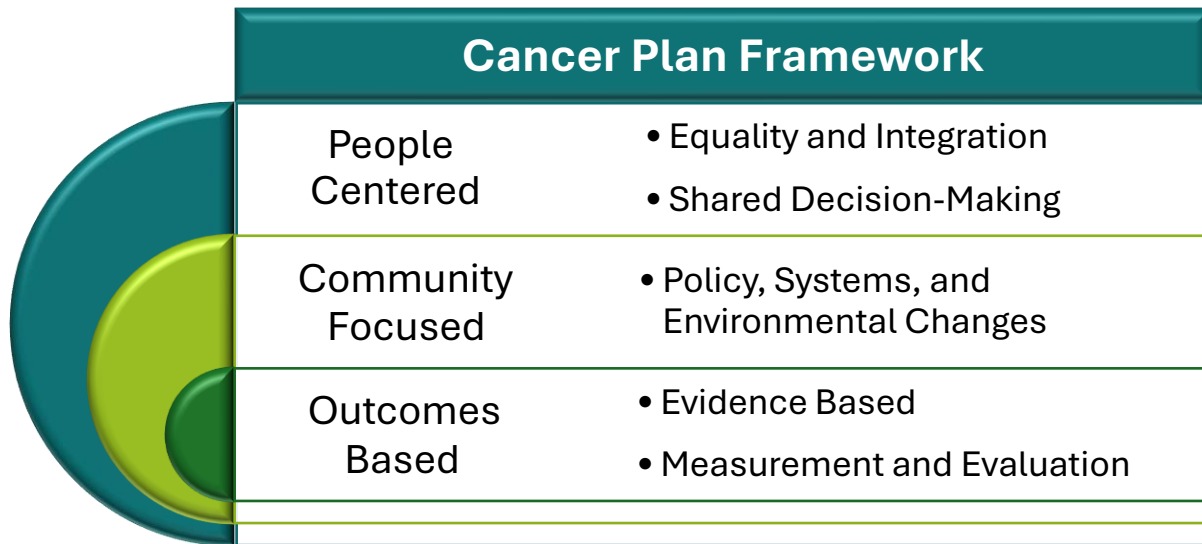 Cancer Plan Framework
People
Centered
• Equality and Integration
• Shared Decision-Making
Community
Focused
• Policy, Systems, and
Environmental Changes
Outcomes
Based
• Evidence Based
• Measurement and Evaluation